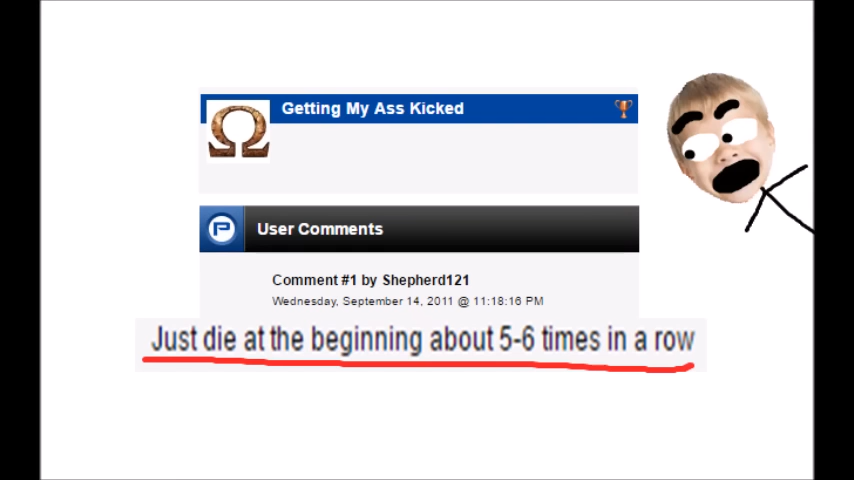 Getting My Ass Kicked
User Comments
Comment #1 by Shepherd121
Wednesday, September 14, 2011 @ 11:18:16 PM
Just die at the beginning about 5-6 times in a row